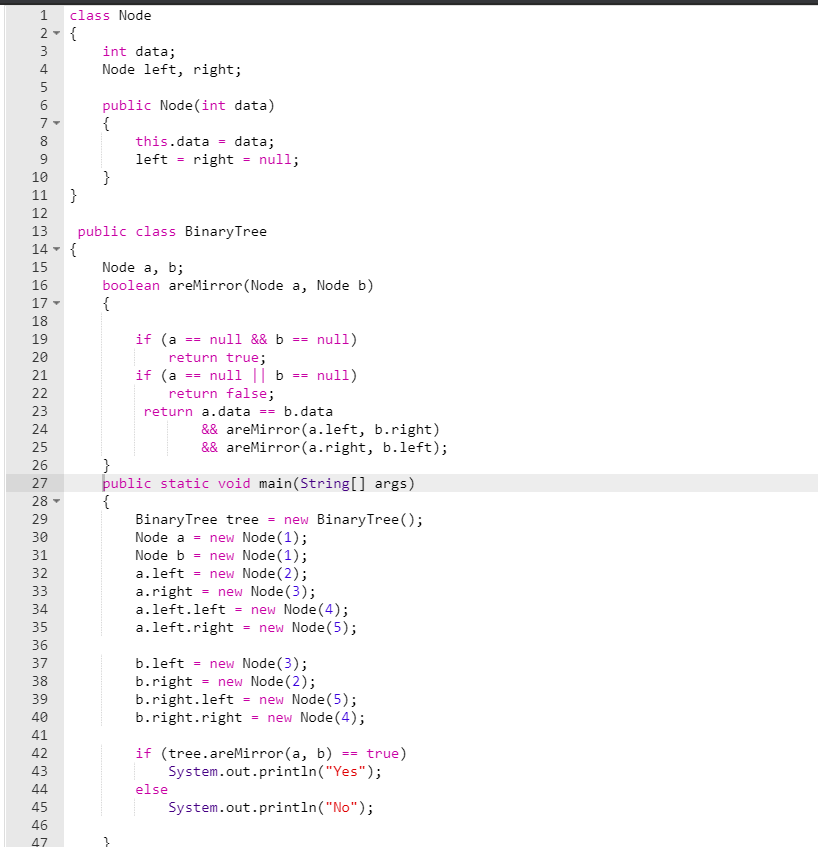 1 class Node
2 {
3     int data;
4     Node left, right;
5
6     public Node(int data)
7     {
8         this.data = data;
9         left = right = null;
10     }
11 }
12
13  public class BinaryTree
14 {
15     Node a, b;
16     boolean areMirror(Node a, Node b)
17     {
18
19         if (a == null && b == null)
20             return true;
21         if (a == null || b == null)
22             return false;
23          return a.data == b.data
24                 && areMirror(a.left, b.right)
25                 && areMirror(a.right, b.left);
26     }
27     public static void main(String[] args)
28     {
29         BinaryTree tree = new BinaryTree();
30         Node a = new Node(1);
31         Node b = new Node(1);
32         a.left = new Node(2);
33         a.right = new Node(3);
34         a.left.left = new Node(4);
35         a.left.right = new Node(5);
36
37         b.left = new Node(3);
38         b.right = new Node(2);
39         b.right.left = new Node(5);
40         b.right.right = new Node(4);
41
42         if (tree.areMirror(a, b) == true)
43             System.out.println("Yes");
44         else
45             System.out.println("No");
46
47     }